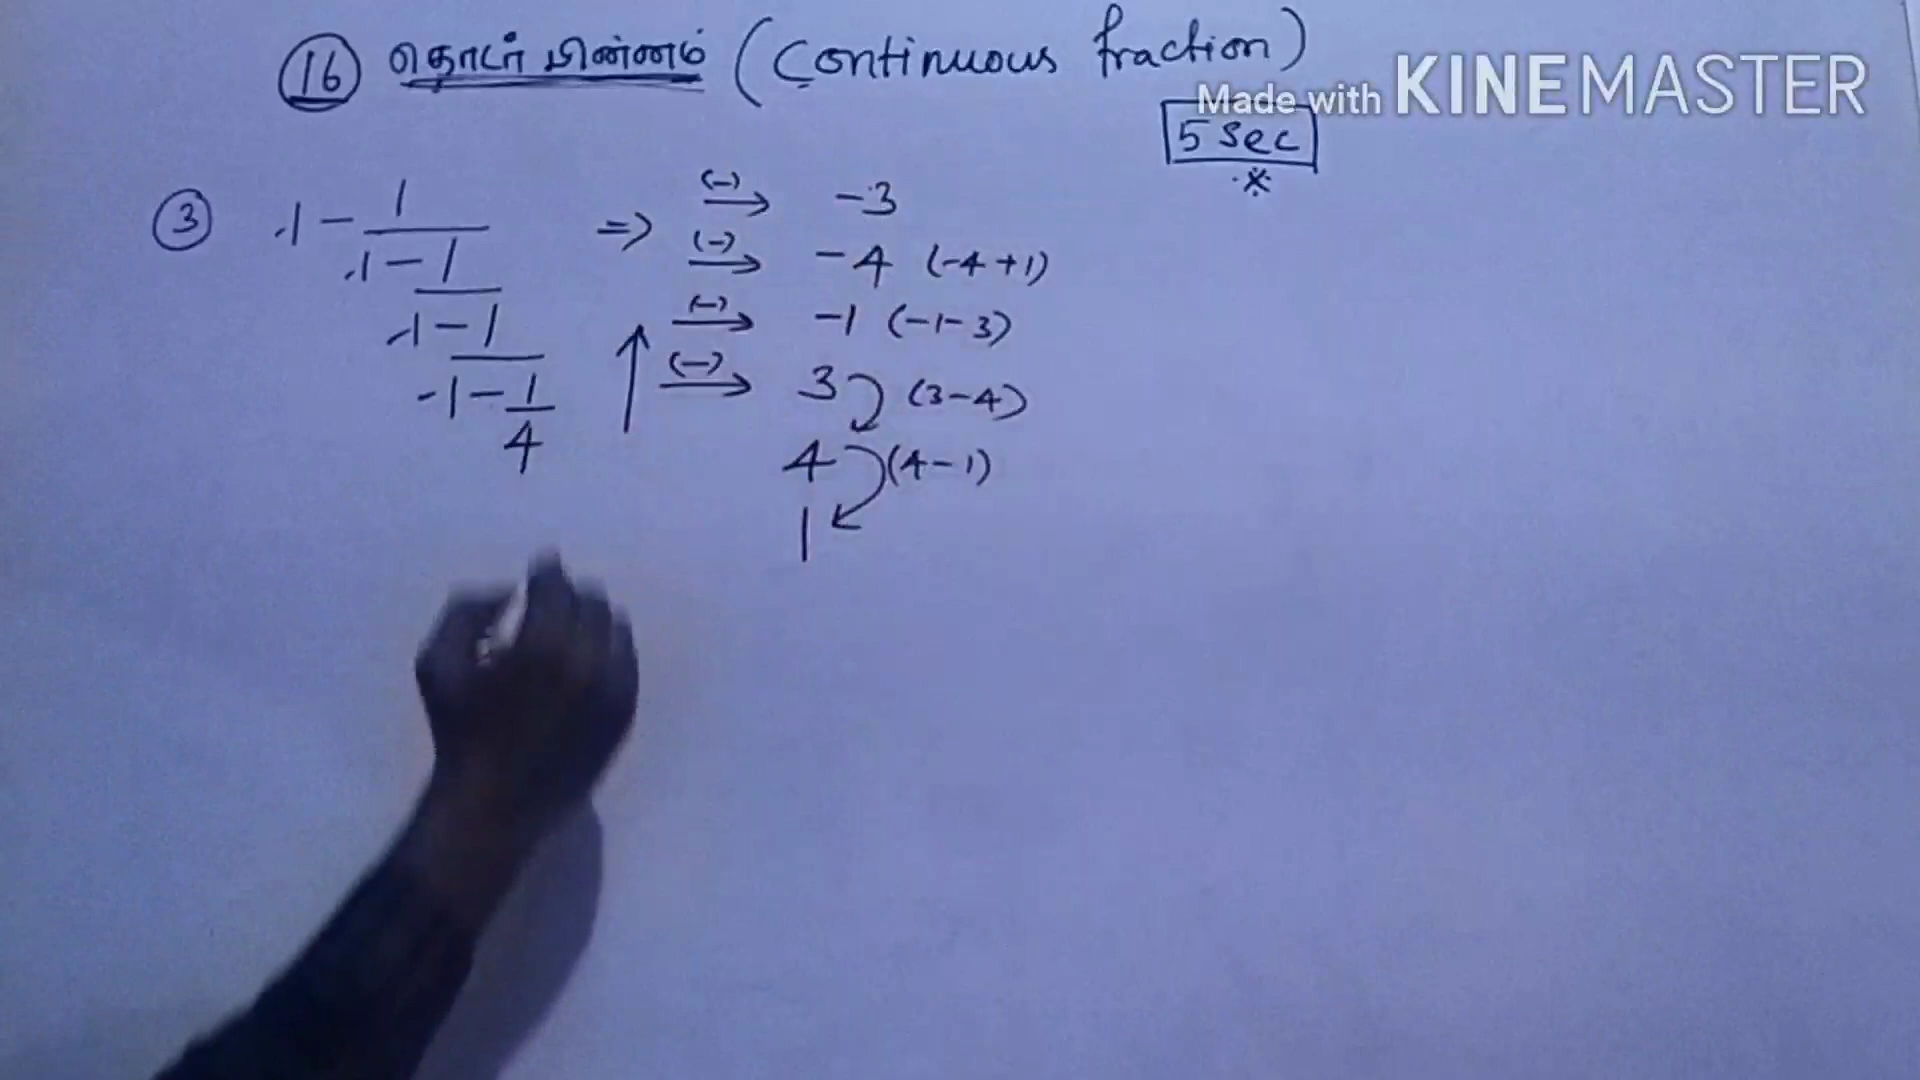 16 தொடர் பின்னம் (Continuous fraction)
Made with KINEMASTER
5 sec
*
3 1 - 1 => (-) → -3
1 - 1 (-) → -4 (-4+1)
1 - 1 (-) → -1 (-1-3)
1 - 1 (-) → 3 (3-4)
4 4 (4-1)
1